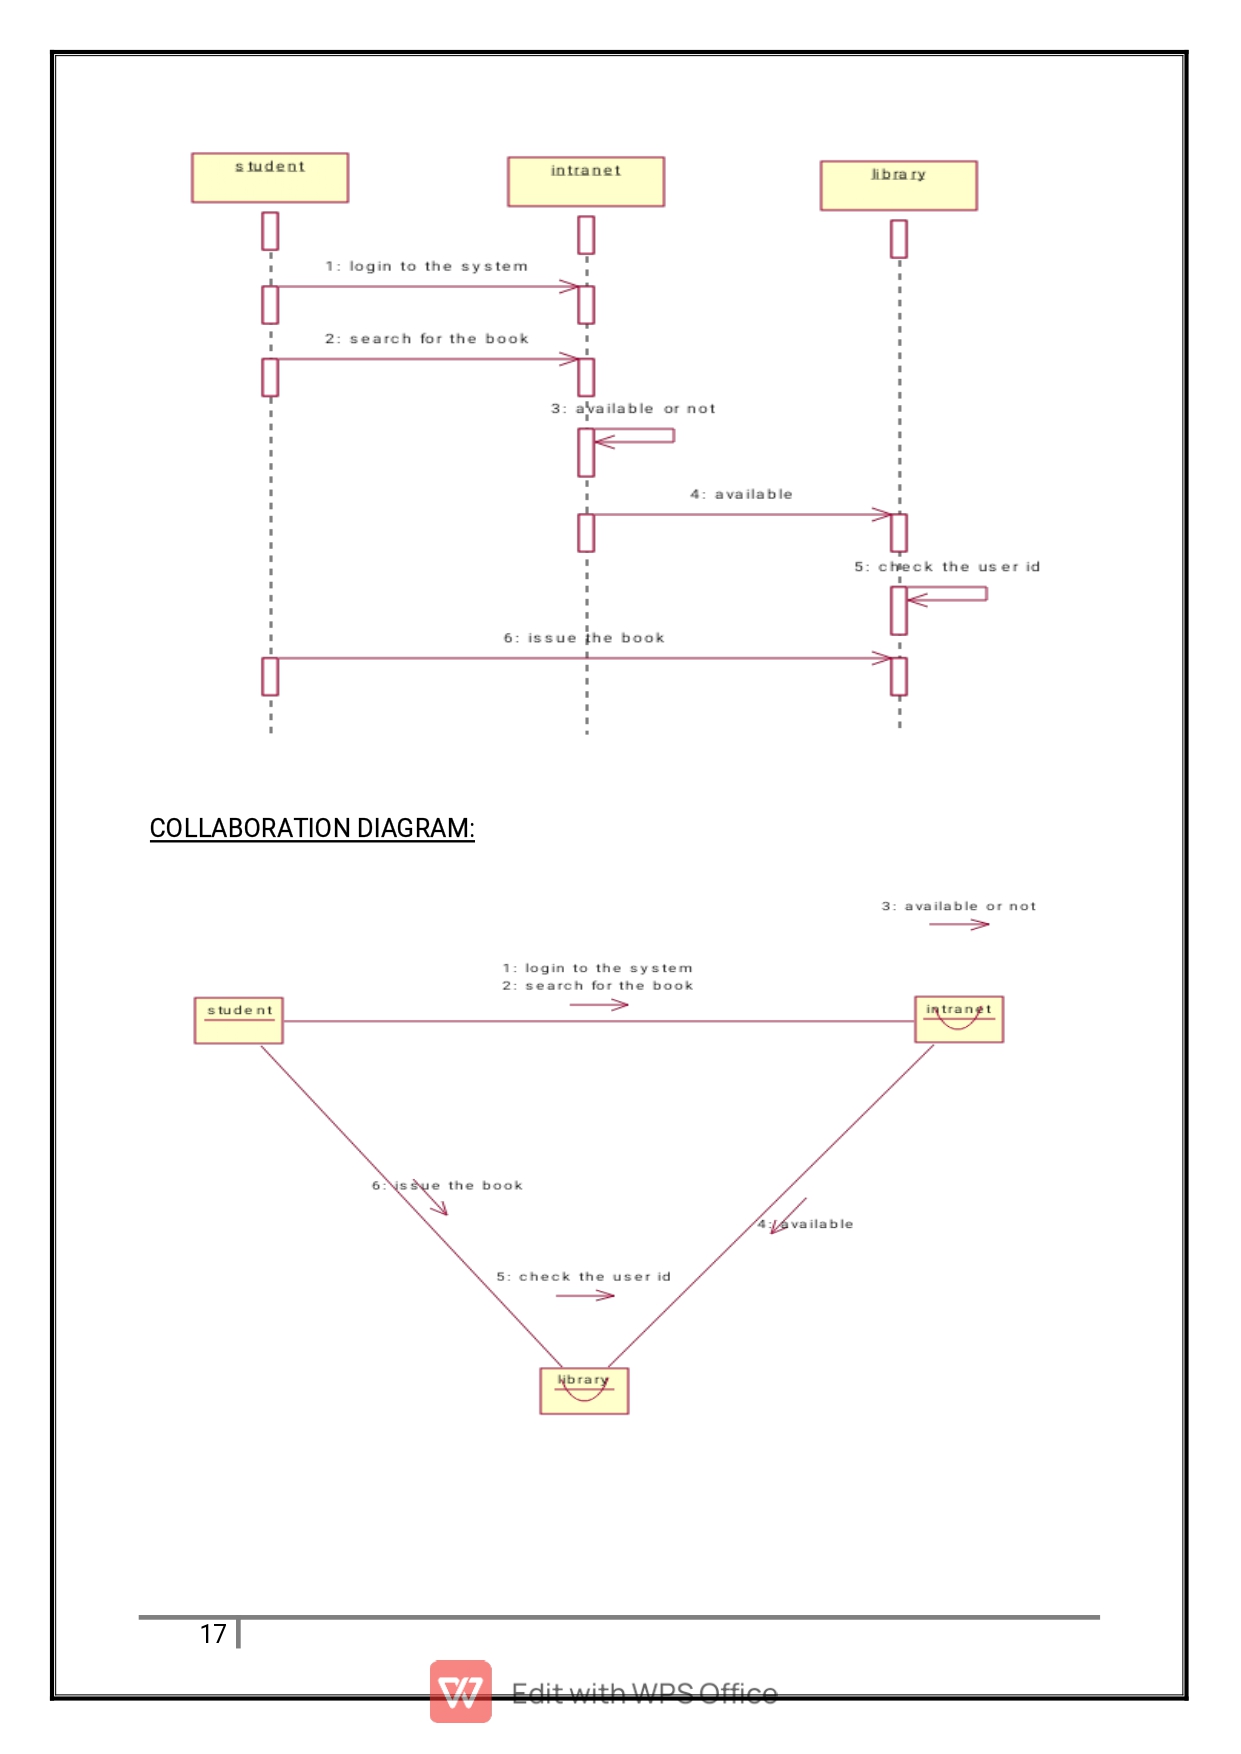 student
intranet
library
1: login to the system
2: search for the book
3: available or not
4: available
5: check the user id
6: issue the book
COLLABORATION DIAGRAM:
3: available or not
1: login to the system
2: search for the book
student
intranet
6: issue the book
4: available
5: check the user id
library
17
Edit with WPS Office